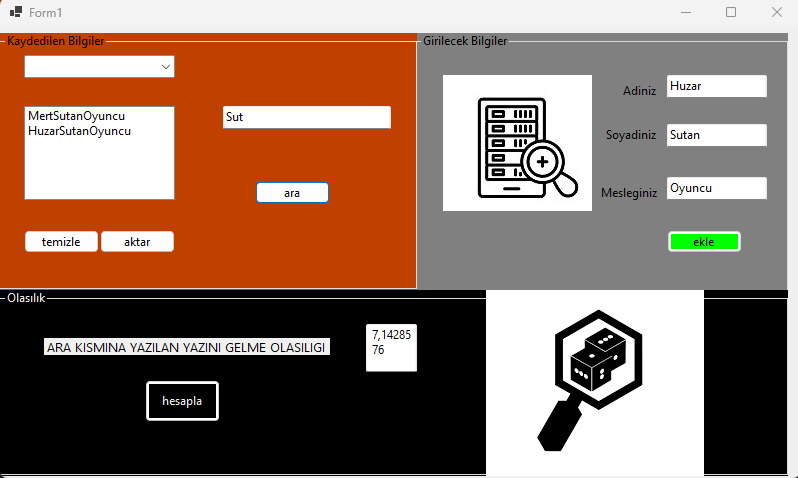 Form1
Kaydedilen Bilgiler
MertSutanOyuncu
HuzarSutanOyuncu
Sut
ara
temizle
aktar
Girilecek Bilgiler
Adiniz
Huzar
Soyadiniz
Sutan
Mesleginiz
Oyuncu
ekle
Olasılık
ARA KISMINA YAZILAN YAZINI GELME OLASILIGI
7,14285
76
hesapla